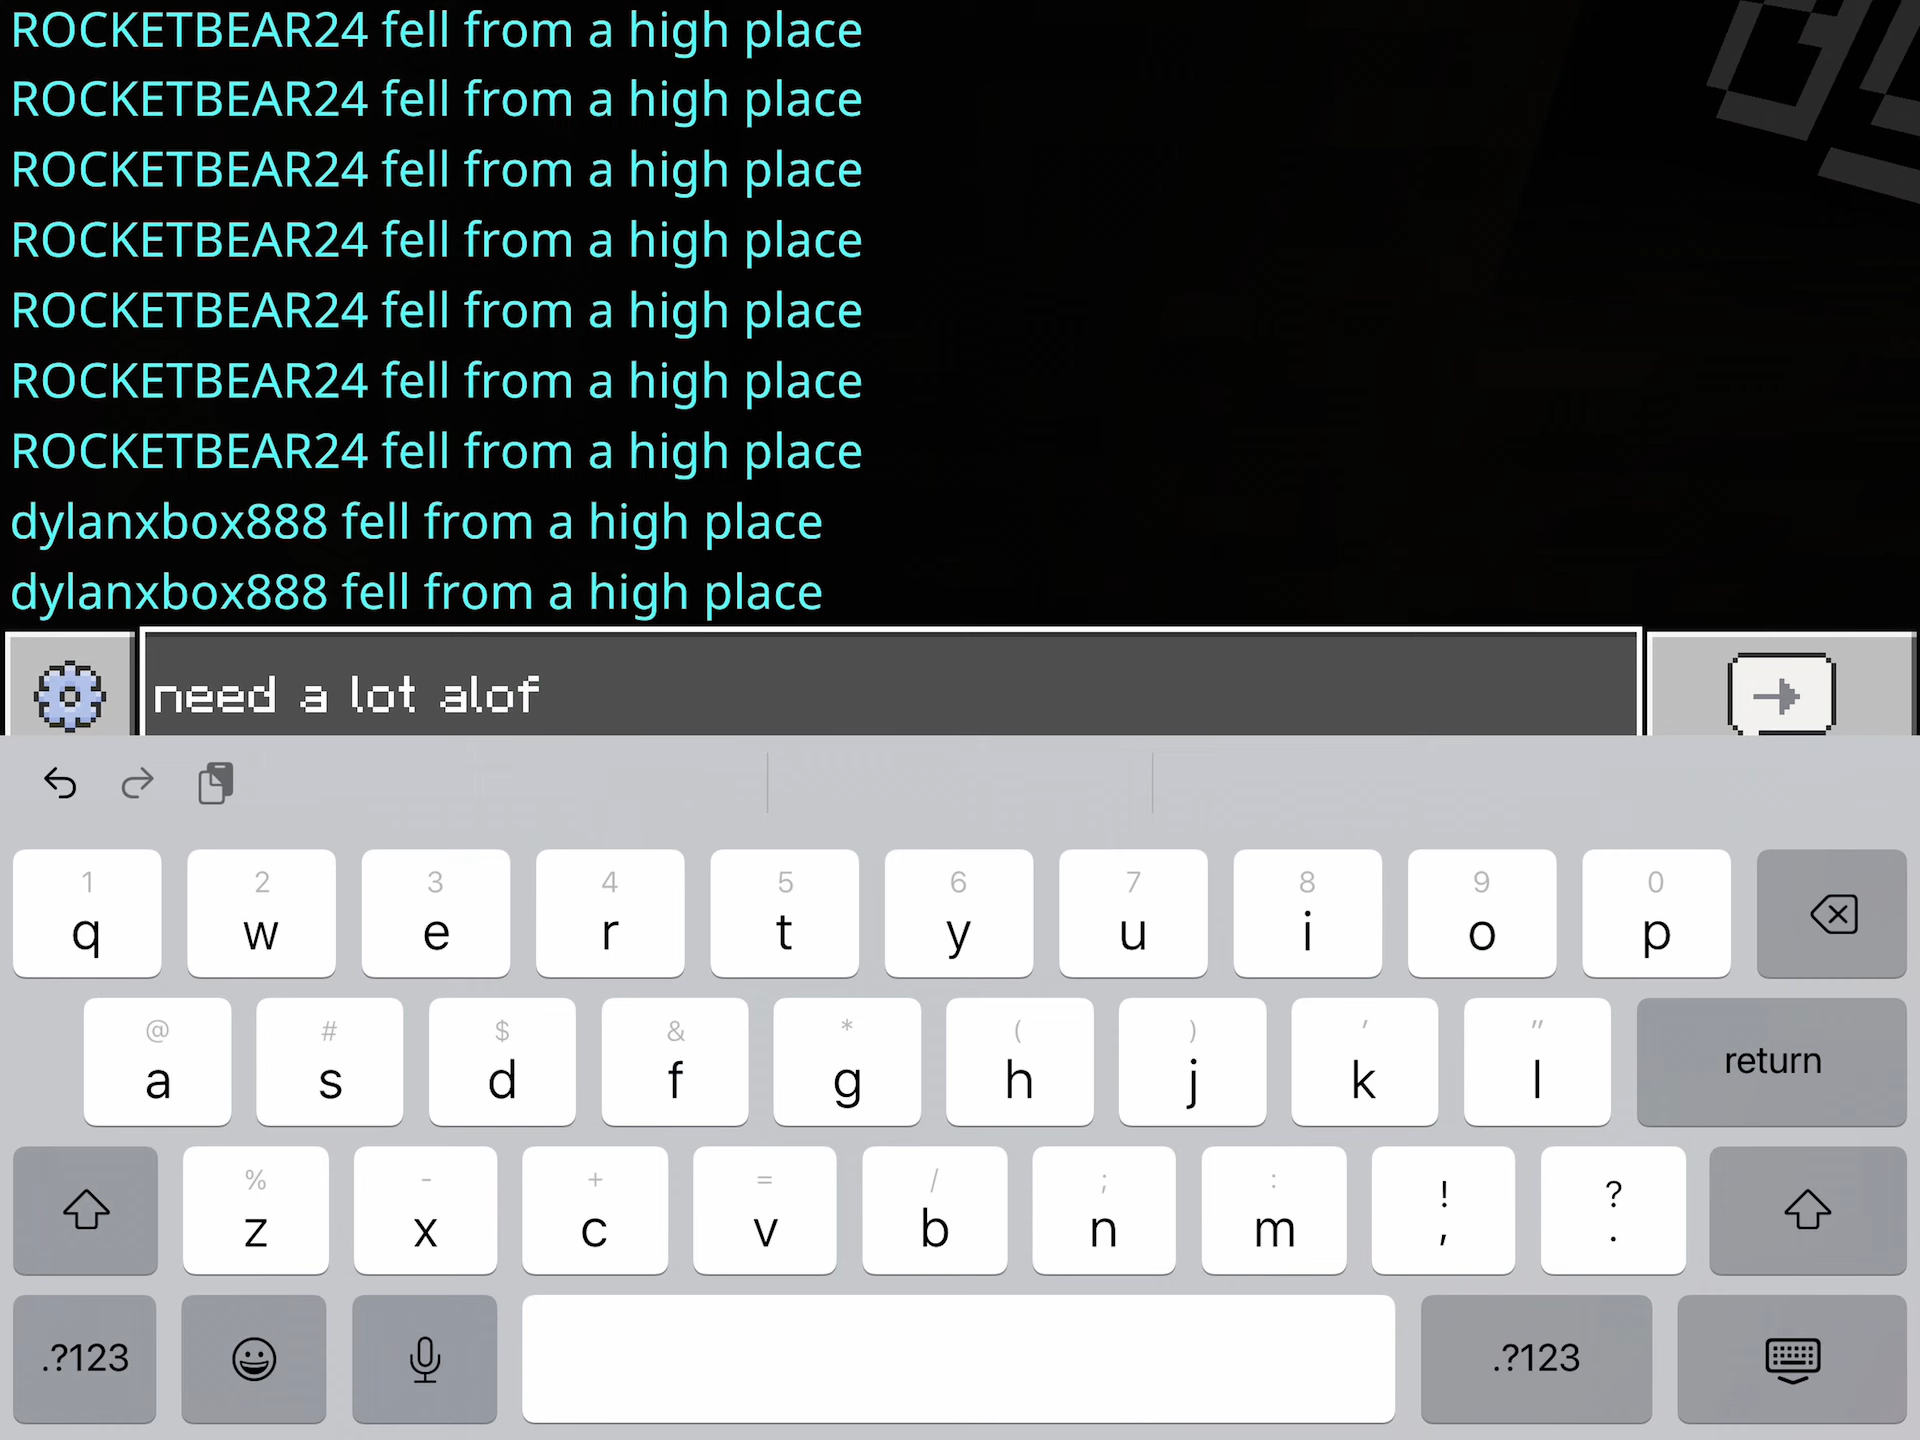 ROCKETBEAR24 fell from a high place
ROCKETBEAR24 fell from a high place
ROCKETBEAR24 fell from a high place
ROCKETBEAR24 fell from a high place
ROCKETBEAR24 fell from a high place
ROCKETBEAR24 fell from a high place
ROCKETBEAR24 fell from a high place
dylanxbox888 fell from a high place
dylanxbox888 fell from a high place
need a lot alof
1 2 3 4 5 6 7 8 9 0
q w e r t y u i o p
@ # $ & * ( ) ' "
a s d f g h j k l return
% - + = / ; : ! ?
z x c v b n m , .
.?123 .?123